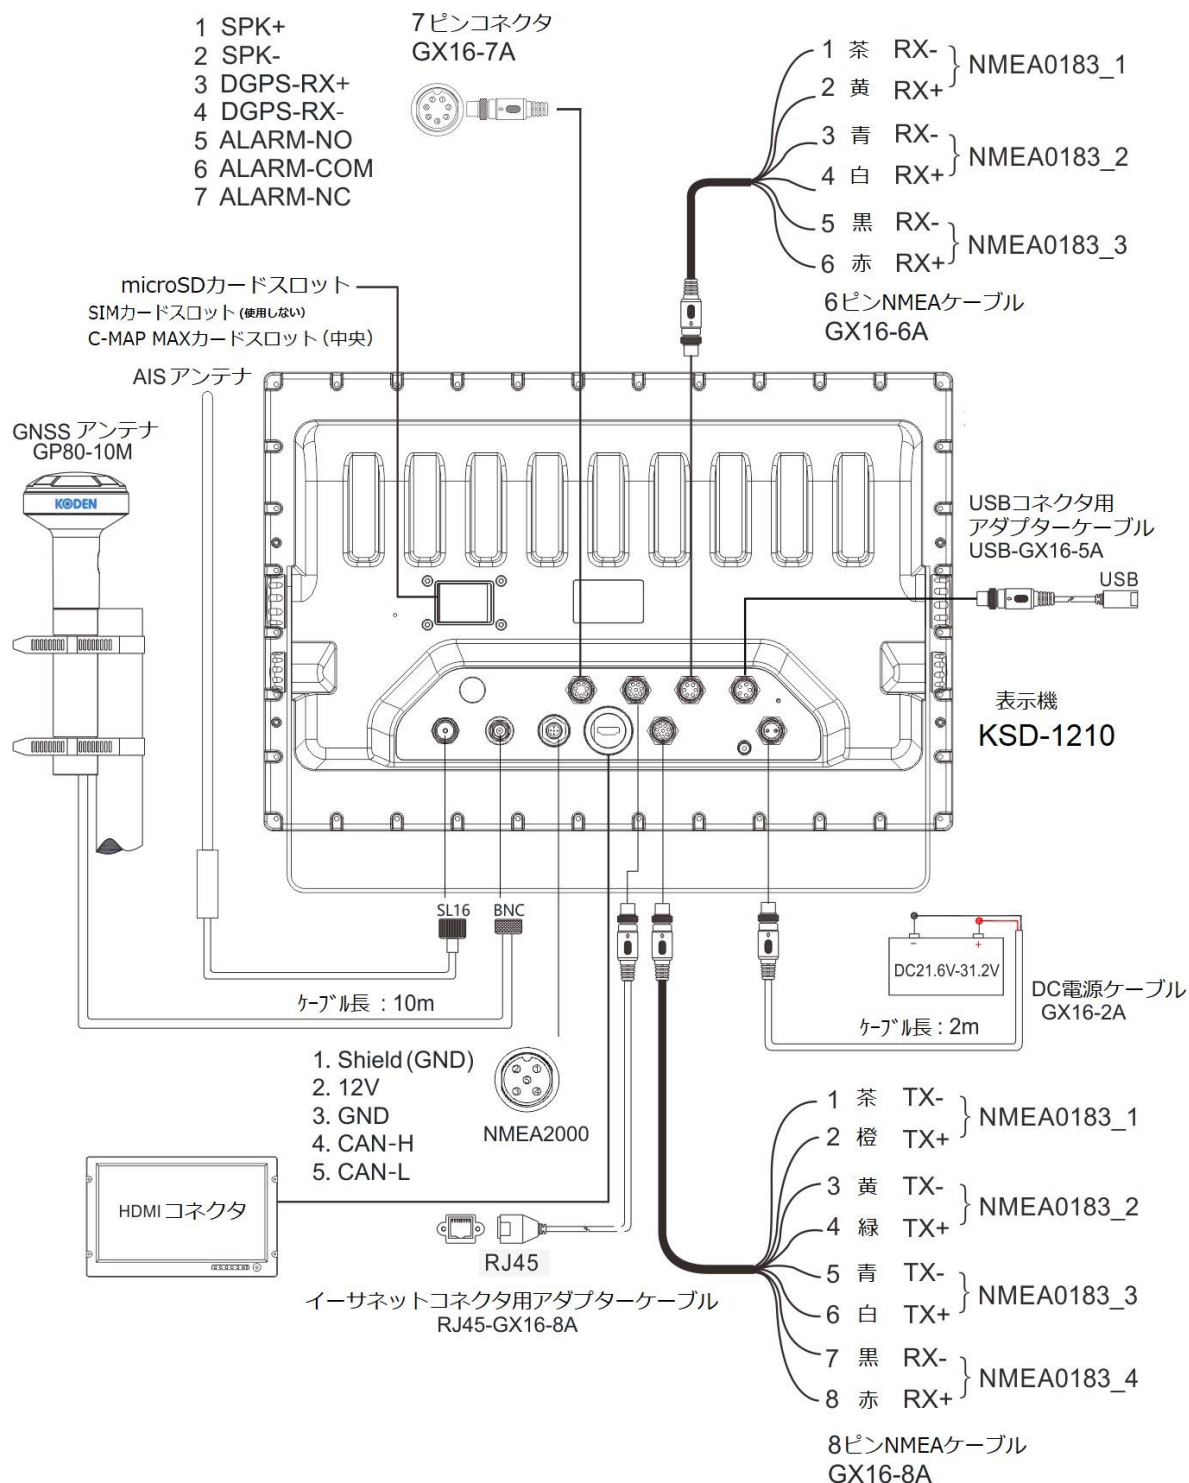 1 SPK+
2 SPK-
3 DGPS-RX+
4 DGPS-RX-
5 ALARM-NO
6 ALARM-COM
7 ALARM-NC
7ピンコネクタ
GX16-7A
1 茶 RX-
2 黄 RX+
NMEA0183_1
3 青 RX-
4 白 RX+
NMEA0183_2
5 黒 RX-
6 赤 RX+
NMEA0183_3
6ピンNMEAケーブル
GX16-6A
microSDカードスロット
SIMカードスロット (使用しない)
C-MAP MAXカードスロット(中央)
AISアンテナ
GNSS アンテナ
GP80-10M
KODEN
USBコネクタ用
アダプターケーブル
USB-GX16-5A
USB
表示機
KSD-1210
SL16
BNC
ケーブル長 : 10m
- +
DC21.6V-31.2V
DC電源ケーブル
GX16-2A
ケーブル長 : 2m
1. Shield (GND)
2. 12V
3. GND
4. CAN-H
5. CAN-L
NMEA2000
HDMI コネクタ
RJ45
イーサネットコネクタ用アダプターケーブル
RJ45-GX16-8A
1 茶 TX-
2 橙 TX+
NMEA0183_1
3 黄 TX-
4 緑 TX+
NMEA0183_2
5 青 TX-
6 白 TX+
NMEA0183_3
7 黒 RX-
8 赤 RX+
NMEA0183_4
8ピンNMEAケーブル
GX16-8A